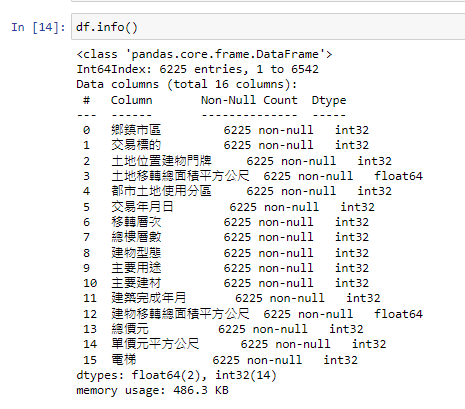 In [14]: df.info()
<class 'pandas.core.frame.DataFrame'>
Int64Index: 6225 entries, 1 to 6542
Data columns (total 16 columns):
 #   Column        Non-Null Count  Dtype
---  ------        --------------  -----
 0   鄉鎮市區          6225 non-null   int32
 1   交易標的          6225 non-null   int32
 2   土地位置建物門牌      6225 non-null   int32
 3   土地移轉總面積平方公尺   6225 non-null   float64
 4   都市土地使用分區      6225 non-null   int32
 5   交易年月日         6225 non-null   int32
 6   移轉層次          6225 non-null   int32
 7   總樓層數          6225 non-null   int32
 8   建物型態          6225 non-null   int32
 9   主要用途          6225 non-null   int32
 10  主要建材          6225 non-null   int32
 11  建築完成年月        6225 non-null   int32
 12  建物移轉總面積平方公尺   6225 non-null   float64
 13  總價元           6225 non-null   int32
 14  單價元平方公尺       6225 non-null   int32
 15  電梯            6225 non-null   int32
dtypes: float64(2), int32(14)
memory usage: 486.3 KB